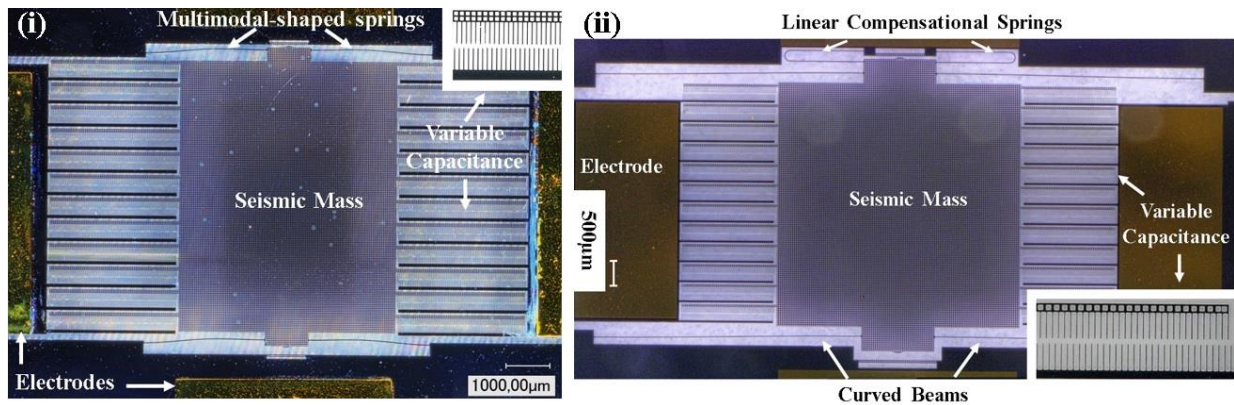 (i)
Multimodal-shaped springs
Variable
Capacitance
Seismic Mass
Electrodes
1000,00µm
(ii)
Linear Compensational Springs
Electrode
500µm
Seismic Mass
Variable
Capacitance
Curved Beams